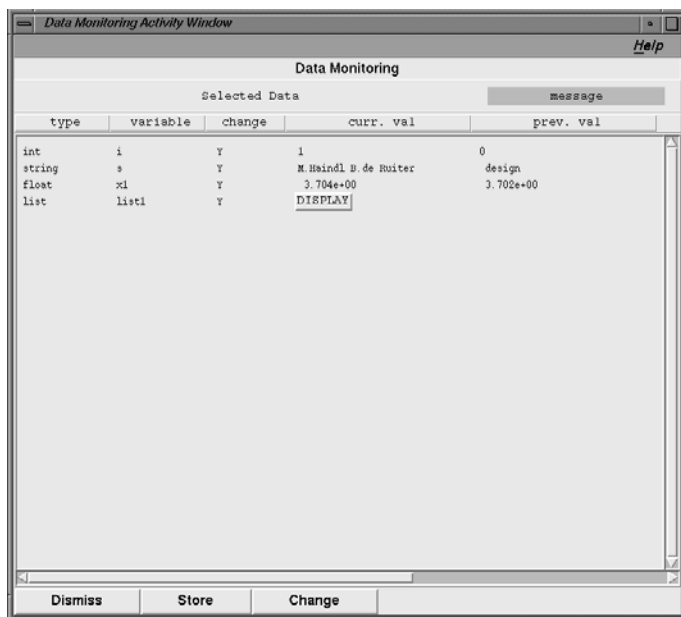 Data Monitoring Activity Window
Help
Data Monitoring
Selected Data message
type variable change curr. val prev. val
int i Y 1 0
string s Y M.Haindl B.de Ruiter design
float x1 Y 3.704e+00 3.702e+00
list list1 Y DISPLAY
Dismiss Store Change